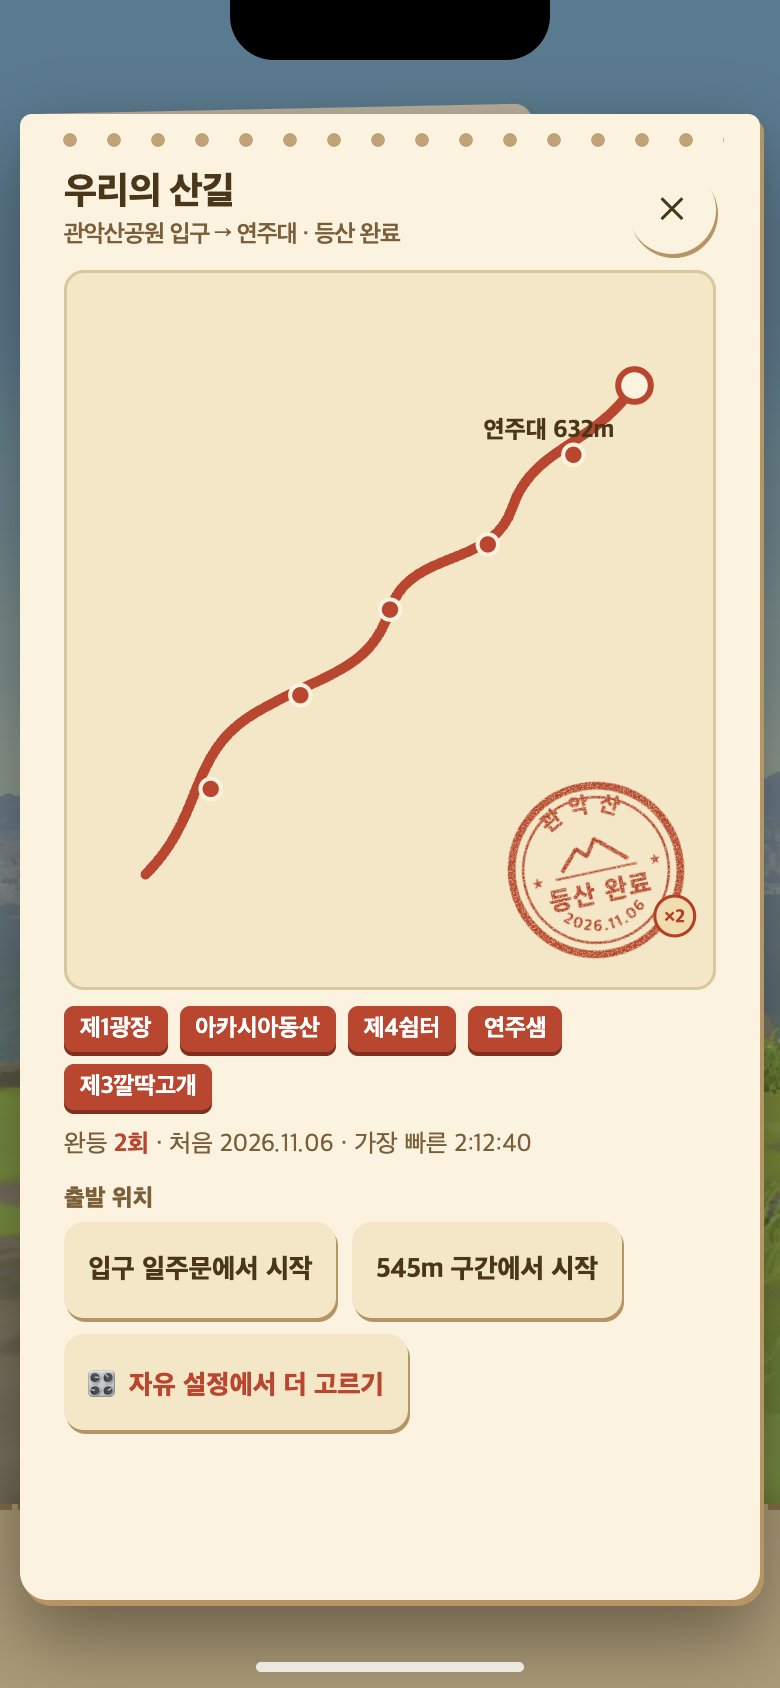 우리의 산길
관악산공원 입구 → 연주대 · 등산 완료
연주대 632m
관악산
등산 완료
2026.11.06
×2
제1광장
아카시아동산
제4쉼터
연주샘
제3깔딱고개
완등 2회 · 처음 2026.11.06 · 가장 빠른 2:12:40
출발 위치
입구 일주문에서 시작
545m 구간에서 시작
자유 설정에서 더 고르기